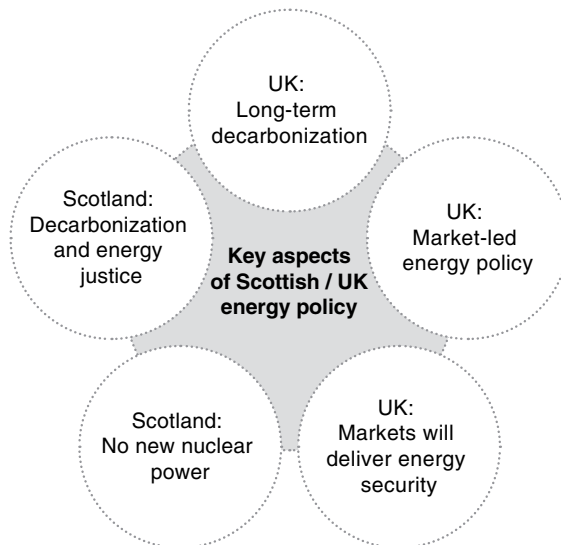 UK:
Long-term
decarbonization
Scotland:
Decarbonization
and energy
justice
UK:
Market-led
energy policy
Key aspects
of Scottish / UK
energy policy
Scotland:
No new nuclear
power
UK:
Markets will
deliver energy
security